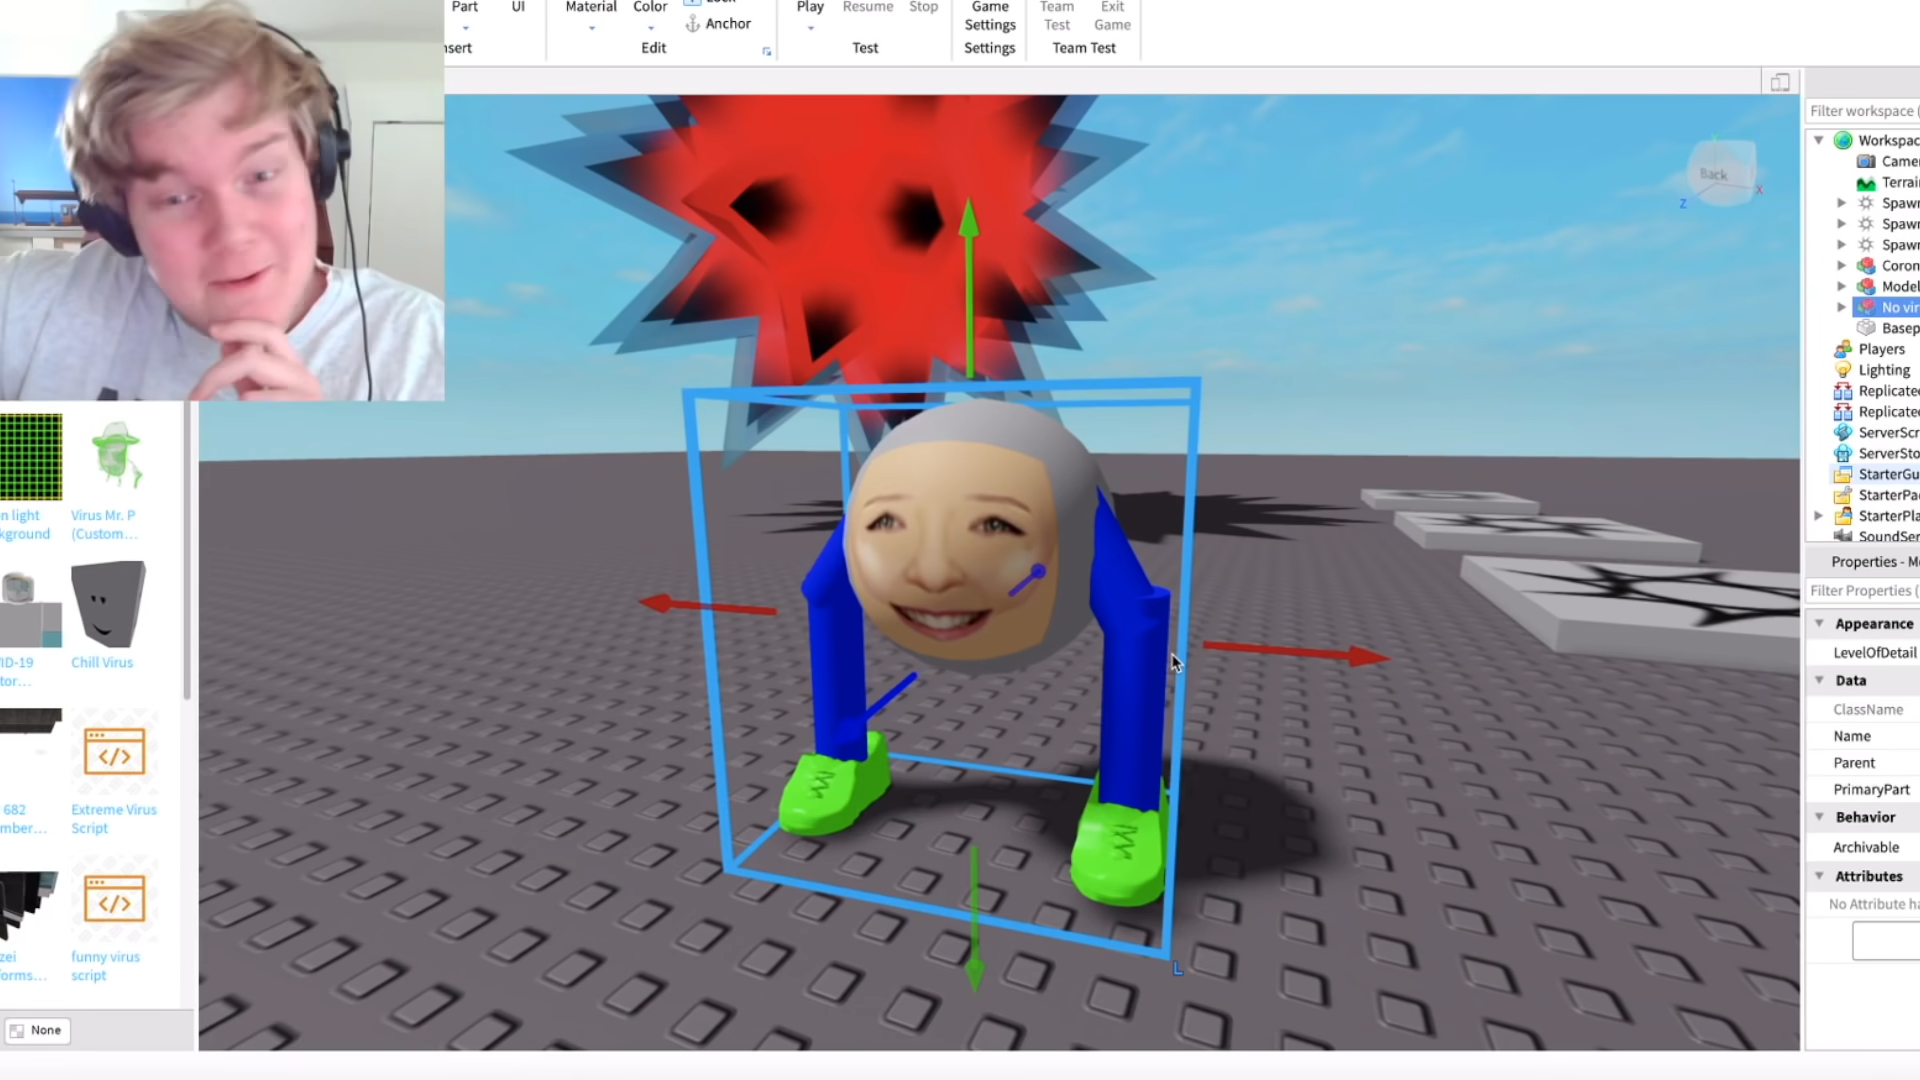 Part
UI
Material
Color
Anchor
Play
Resume
Stop
Game
Settings
Team
Test
Exit
Game
Edit
Test
Settings
Team Test
Back
X
Z
L
Filter workspace (
Workspac
Came
Terrai
Spawn
Spawn
Spawn
Coron
Model
No vir
Basep
Players
Lighting
Replicate
Replicate
ServerScr
ServerSto
StarterGu
StarterPa
StarterPla
SoundSer
Properties - M
Filter Properties (
Appearance
LevelOfDetail
Data
ClassName
Name
Parent
PrimaryPart
Behavior
Archivable
Attributes
No Attribute ha
n light
kground
Virus Mr. P
(Custom...
ID-19
tor...
Chill Virus
682
mber...
Extreme Virus
Script
zei
forms...
funny virus
script
None